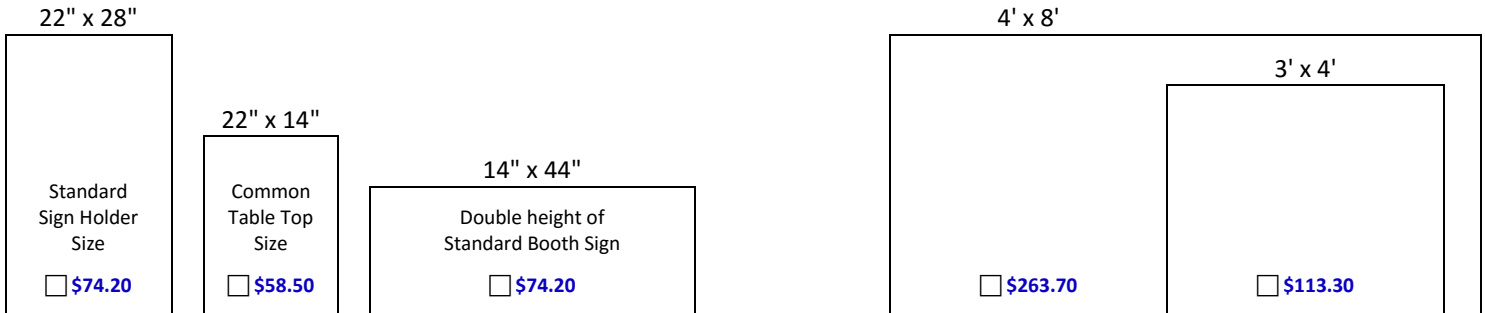 22" x 28"
Standard
Sign Holder
Size
☐ $74.20
22" x 14"
Common
Table Top
Size
☐ $58.50
14" x 44"
Double height of
Standard Booth Sign
☐ $74.20
4' x 8'
☐ $263.70
3' x 4'
☐ $113.30